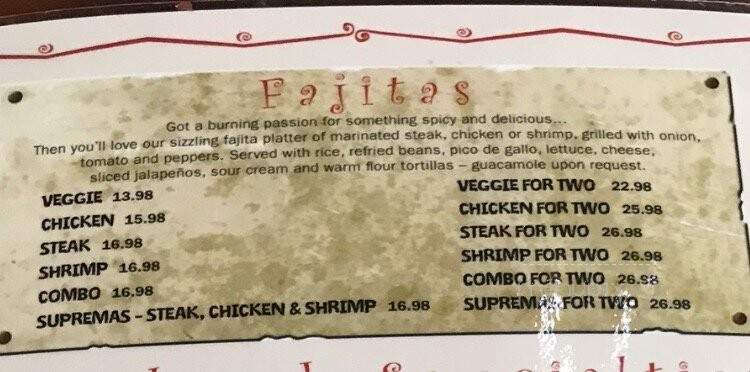 Fajitas
Got a burning passion for something spicy and delicious...
Then you'll love our sizzling fajita platter of marinated steak, chicken or shrimp, grilled with onion,
tomato and peppers. Served with rice, refried beans, pico de gallo, lettuce, cheese,
sliced jalapeños, sour cream and warm flour tortillas – guacamole upon request.
VEGGIE 13.98
CHICKEN 15.98
STEAK 16.98
SHRIMP 16.98
COMBO 16.98
SUPREMAS – STEAK, CHICKEN & SHRIMP 16.98
VEGGIE FOR TWO 22.98
CHICKEN FOR TWO 25.98
STEAK FOR TWO 26.98
SHRIMP FOR TWO 26.98
COMBO FOR TWO 26.98
SUPREMAS FOR TWO 26.98